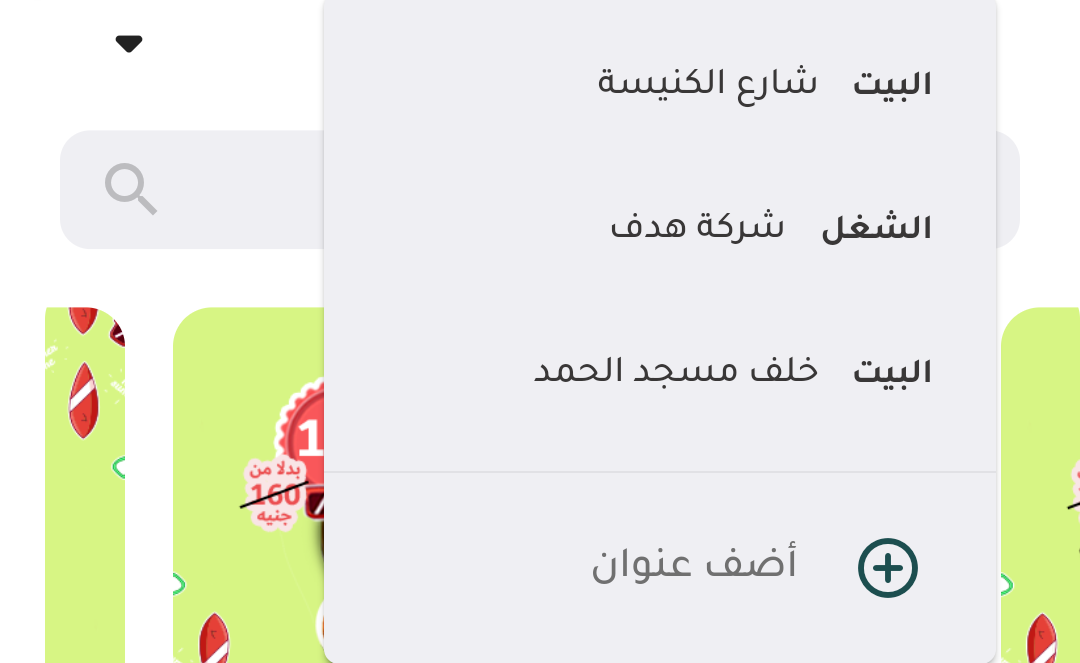 البيت شارع الكنيسة
الشغل شركة هدف
البيت خلف مسجد الحمد
أضف عنوان
1
بدلا من
160
جنيه